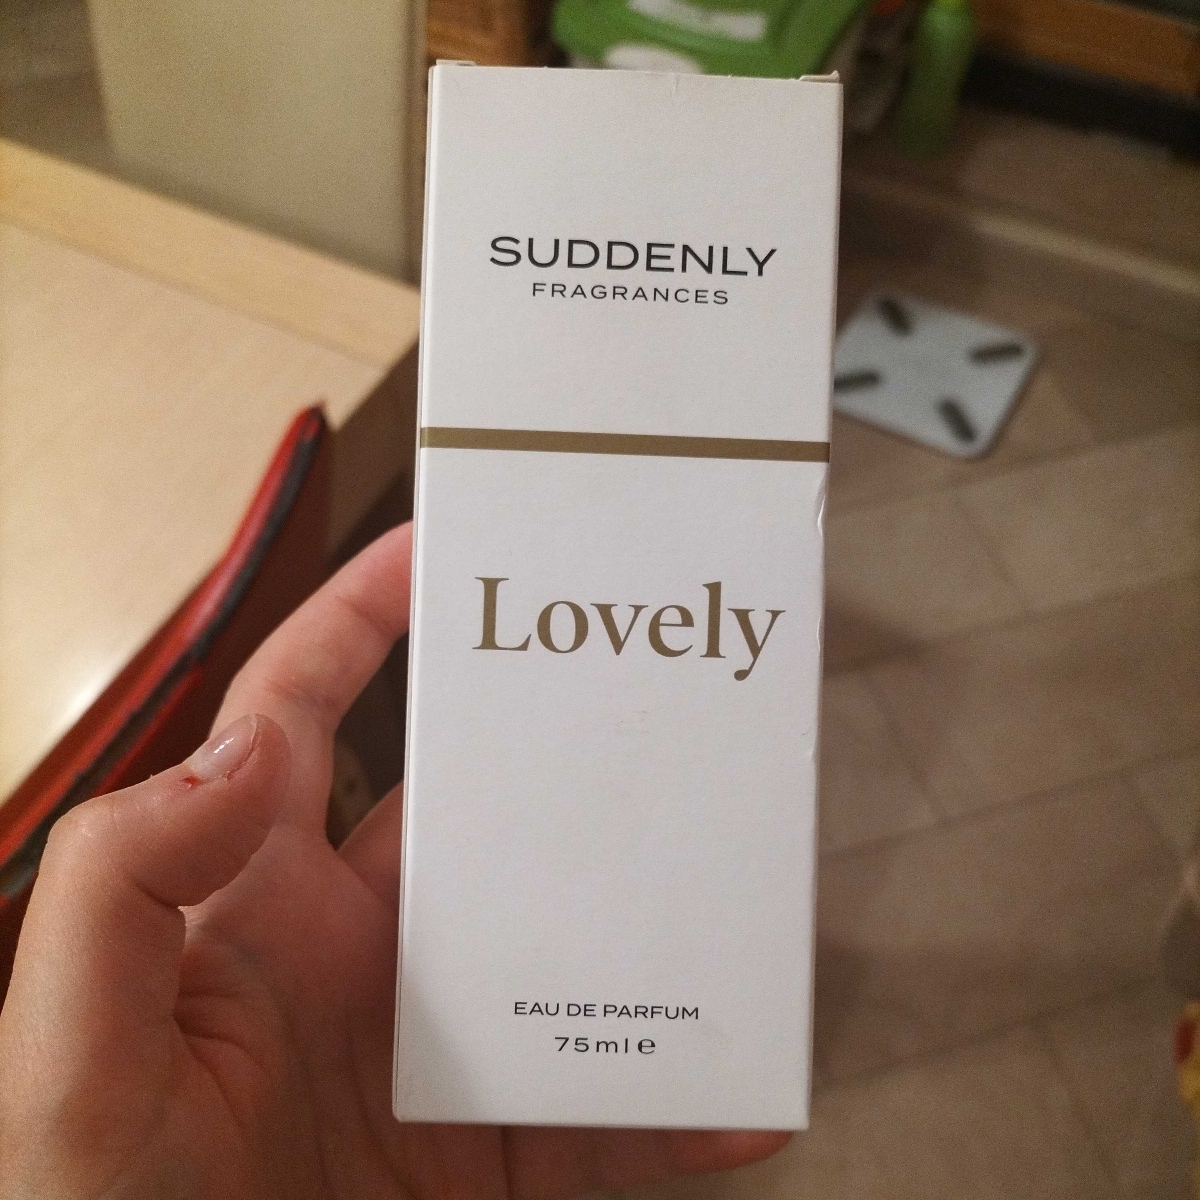 SUDDENLY
FRAGRANCES
Lovely
EAU DE PARFUM
75ml ℮